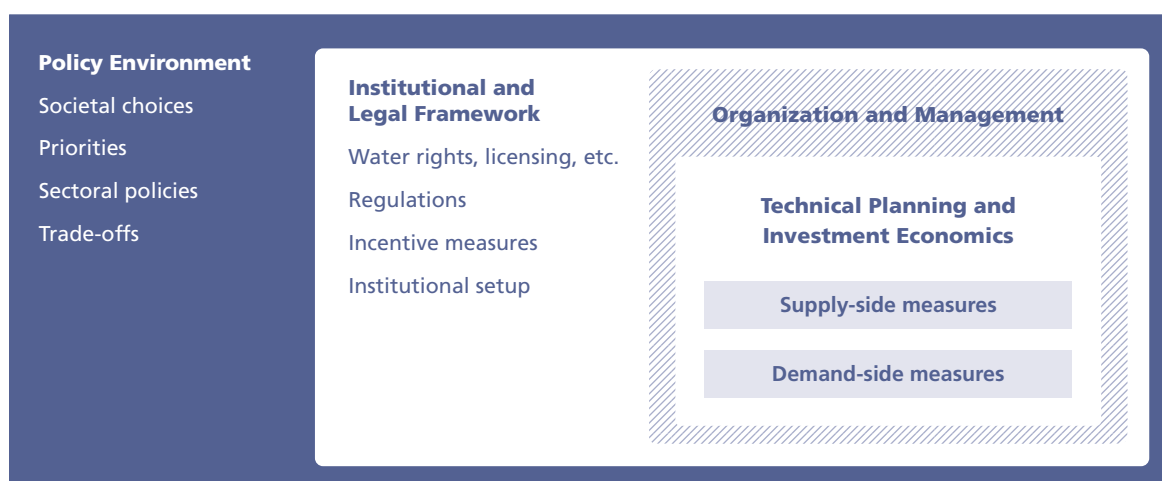 Policy Environment
Societal choices
Priorities
Sectoral policies
Trade-offs
Institutional and
Legal Framework
Water rights, licensing, etc.
Regulations
Incentive measures
Institutional setup
Organization and Management
Technical Planning and
Investment Economics
Supply-side measures
Demand-side measures